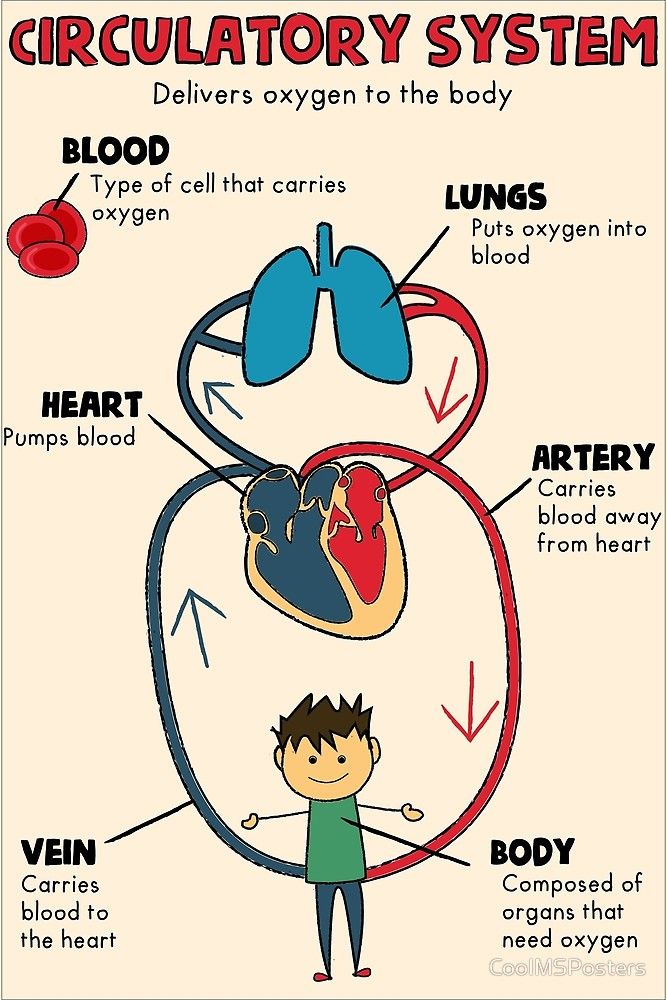 CIRCULATORY SYSTEM
Delivers oxygen to the body
BLOOD
Type of cell that carries
oxygen
LUNGS
Puts oxygen into
blood
HEART
Pumps blood
ARTERY
Carries
blood away
from heart
VEIN
Carries
blood to
the heart
BODY
Composed of
organs that
need oxygen
CoolMSPosters